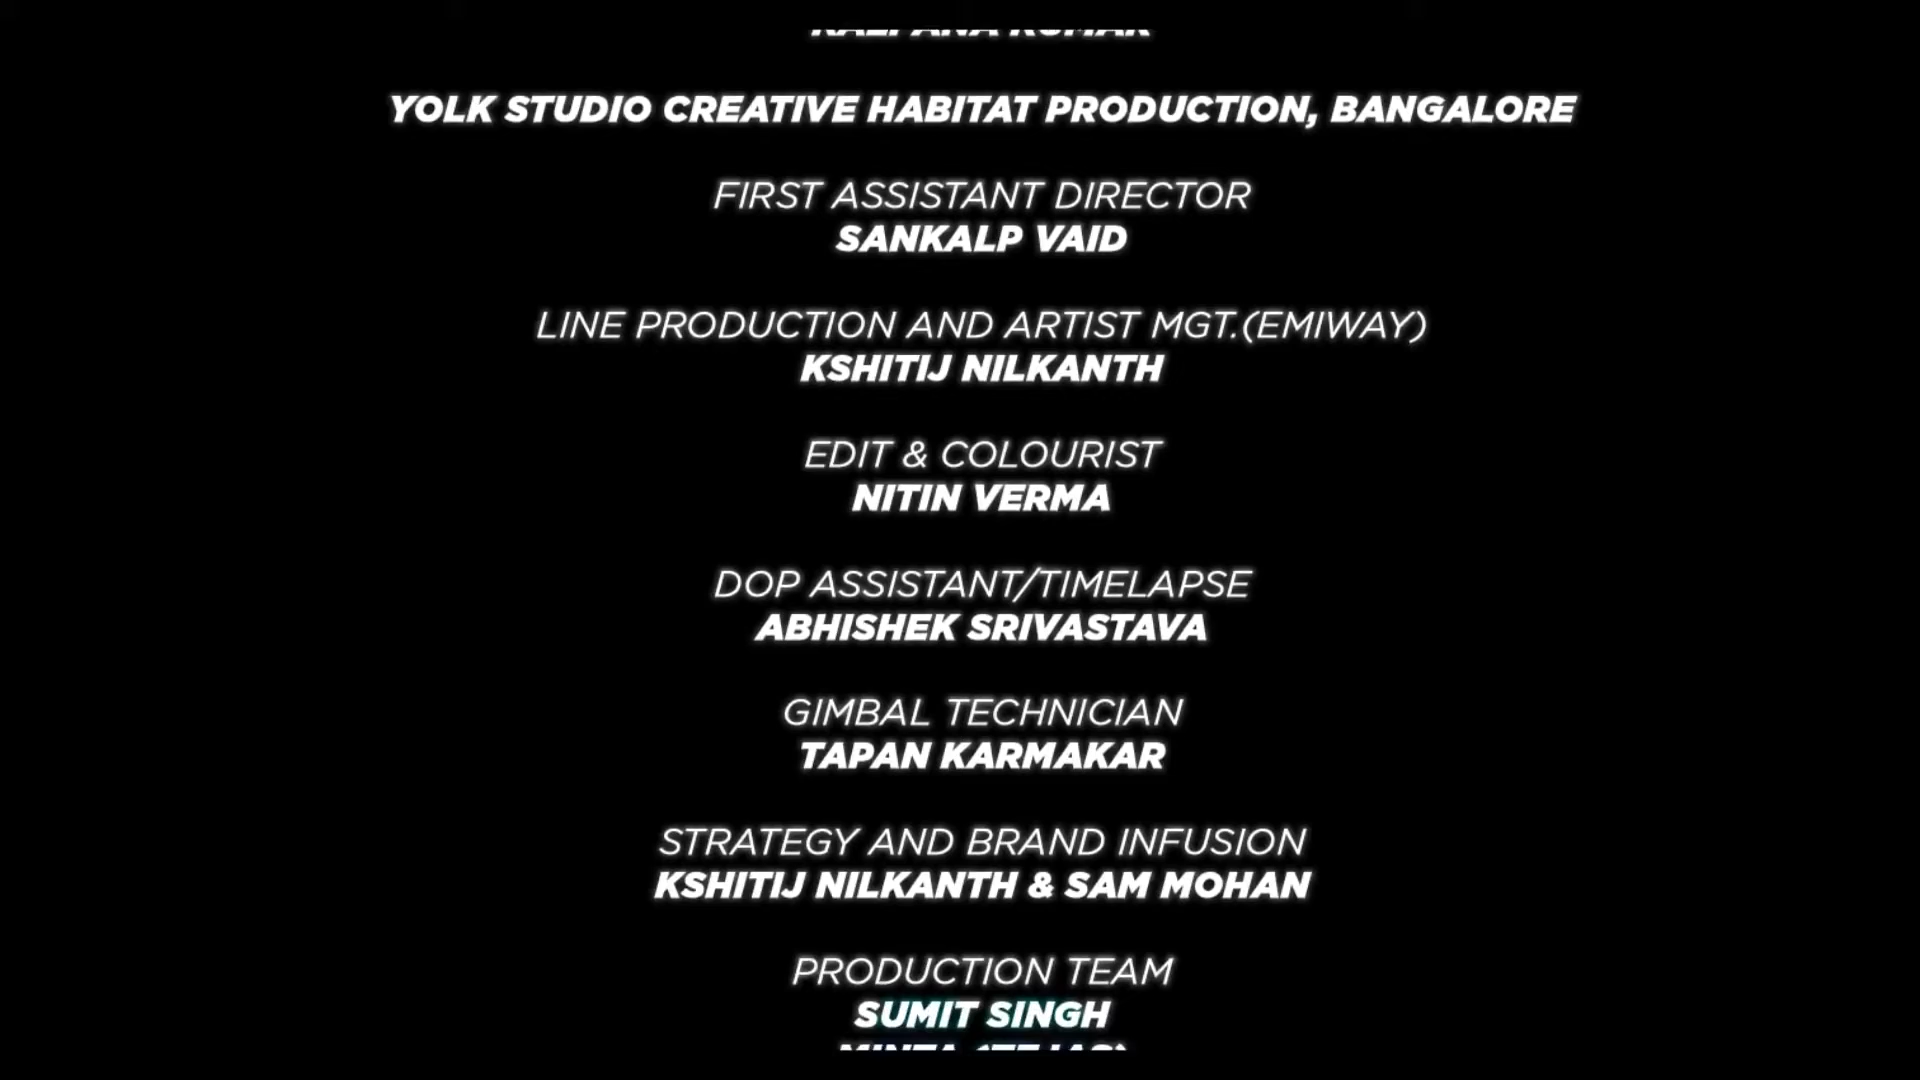 KALPANA KUMAR
YOLK STUDIO CREATIVE HABITAT PRODUCTION, BANGALORE
FIRST ASSISTANT DIRECTOR
SANKALP VAID
LINE PRODUCTION AND ARTIST MGT.(EMIWAY)
KSHITIJ NILKANTH
EDIT & COLOURIST
NITIN VERMA
DOP ASSISTANT/TIMELAPSE
ABHISHEK SRIVASTAVA
GIMBAL TECHNICIAN
TAPAN KARMAKAR
STRATEGY AND BRAND INFUSION
KSHITIJ NILKANTH & SAM MOHAN
PRODUCTION TEAM
SUMIT SINGH